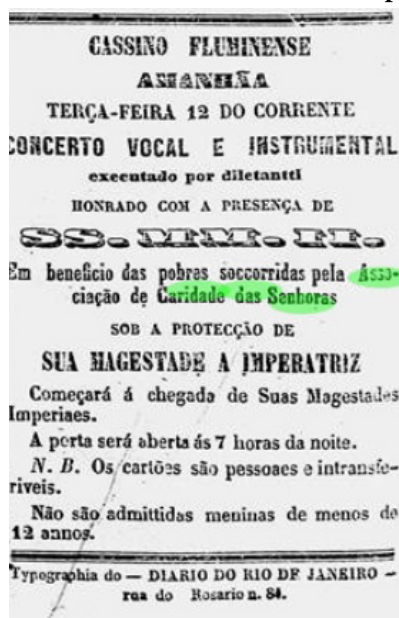 CASSINO FLUMINENSE
AMANHÃA
TERÇA-FEIRA 12 DO CORRENTE
CONCERTO VOCAL E INSTRUMENTAL
executado por diletanttl
HONRADO COM A PRESENÇA DE
SS. MM. II.
Em beneficio das pobres soccorridas pela Asso-
ciação de Caridade das Senhoras
SOB A PROTECÇÃO DE
SUA MAGESTADE A IMPERATRIZ
Começará á chegada de Suas Magestades
Imperiaes.
A porta será aberta ás 7 horas da noite.
N. B. Os cartões são pessoaes e intransfe-
riveis.
Não são admittidas meninas de menos de
12 annos.
Typographia do — DIARIO DO RIO DE JANEIRO —
rua do Rosario n. 84.